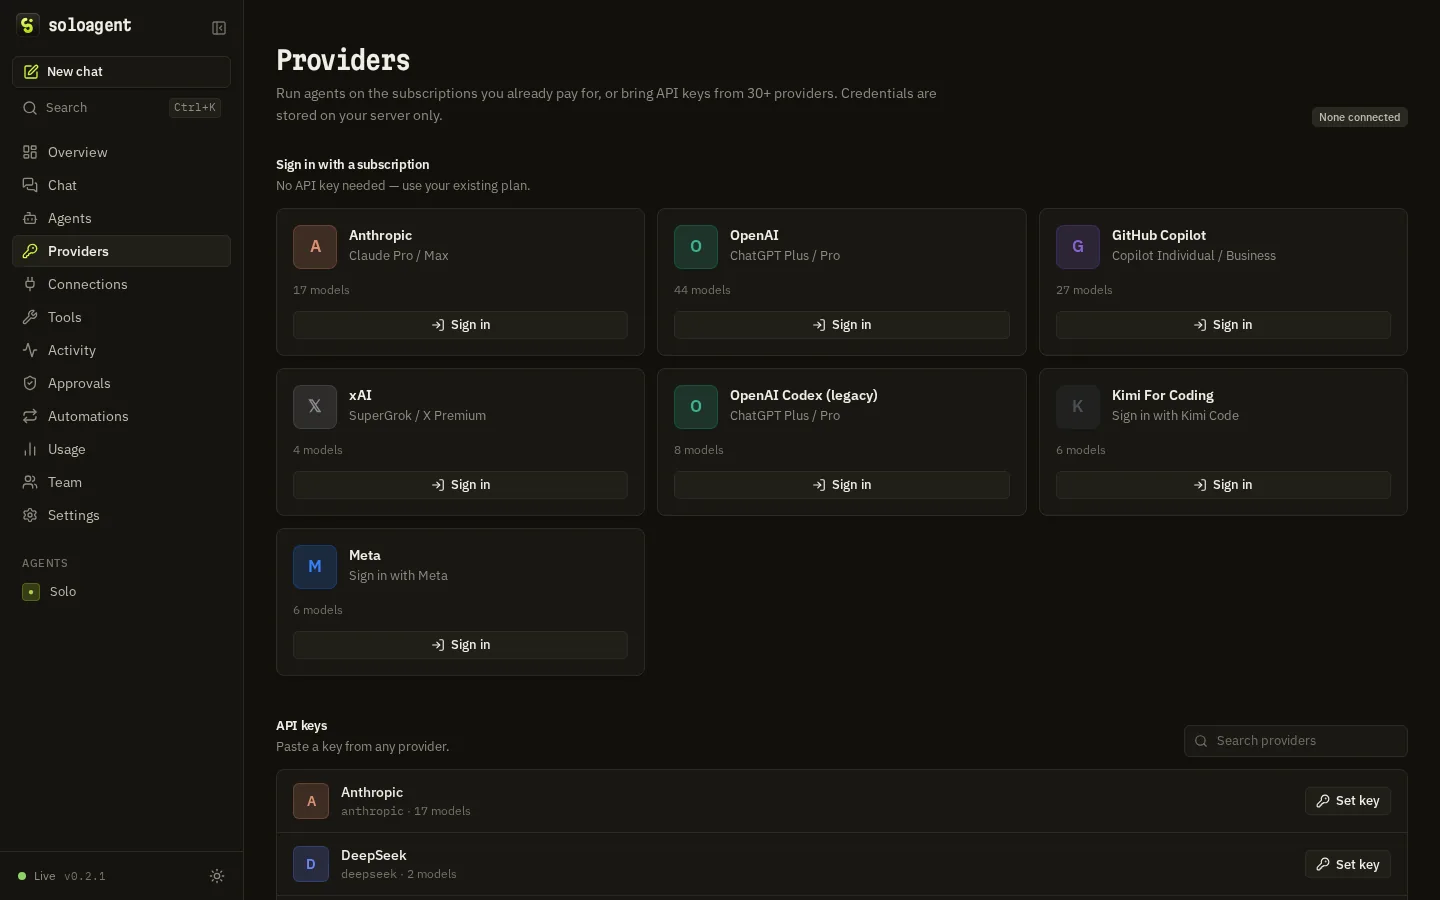 soloagent
New chat
Search Ctrl+K
Overview
Chat
Agents
Providers
Connections
Tools
Activity
Approvals
Automations
Usage
Team
Settings
AGENTS
Solo
Live v0.2.1
Providers
Run agents on the subscriptions you already pay for, or bring API keys from 30+ providers. Credentials are
stored on your server only.
None connected
Sign in with a subscription
No API key needed — use your existing plan.
A
Anthropic
Claude Pro / Max
17 models
Sign in
O
OpenAI
ChatGPT Plus / Pro
44 models
Sign in
G
GitHub Copilot
Copilot Individual / Business
27 models
Sign in
𝕏
xAI
SuperGrok / X Premium
4 models
Sign in
O
OpenAI Codex (legacy)
ChatGPT Plus / Pro
8 models
Sign in
K
Kimi For Coding
Sign in with Kimi Code
6 models
Sign in
M
Meta
Sign in with Meta
6 models
Sign in
API keys
Paste a key from any provider.
Search providers
A
Anthropic
anthropic · 17 models
Set key
D
DeepSeek
deepseek · 2 models
Set key